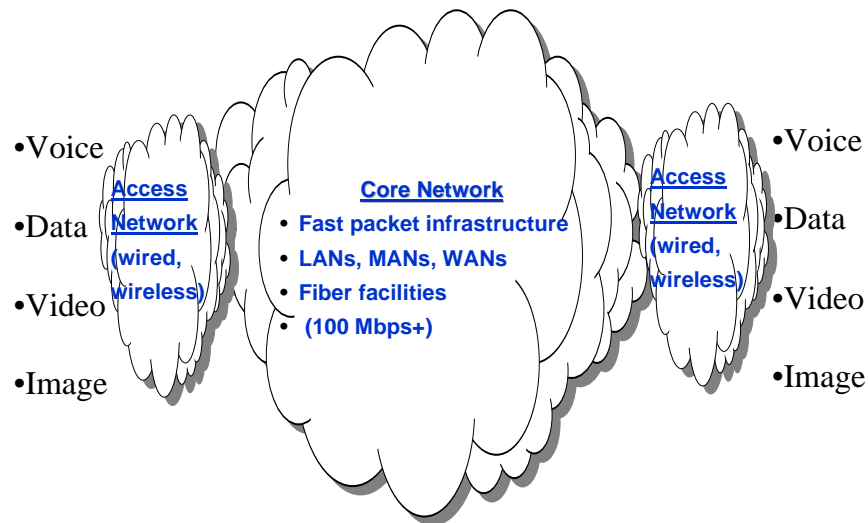 •Voice
•Data
•Video
•Image
Access
Network
(wired,
wireless)
Core Network
• Fast packet infrastructure
• LANs, MANs, WANs
• Fiber facilities
• (100 Mbps+)
Access
Network
(wired,
wireless)
•Voice
•Data
•Video
•Image